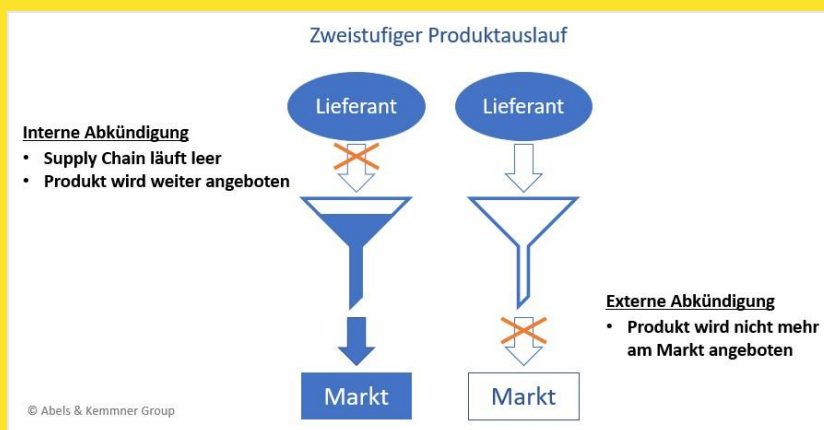 Zweistufiger Produktauslauf
Lieferant
Lieferant
Interne Abkündigung
• Supply Chain läuft leer
• Produkt wird weiter angeboten
Externe Abkündigung
• Produkt wird nicht mehr
am Markt angeboten
Markt
Markt
© Abels & Kemmner Group